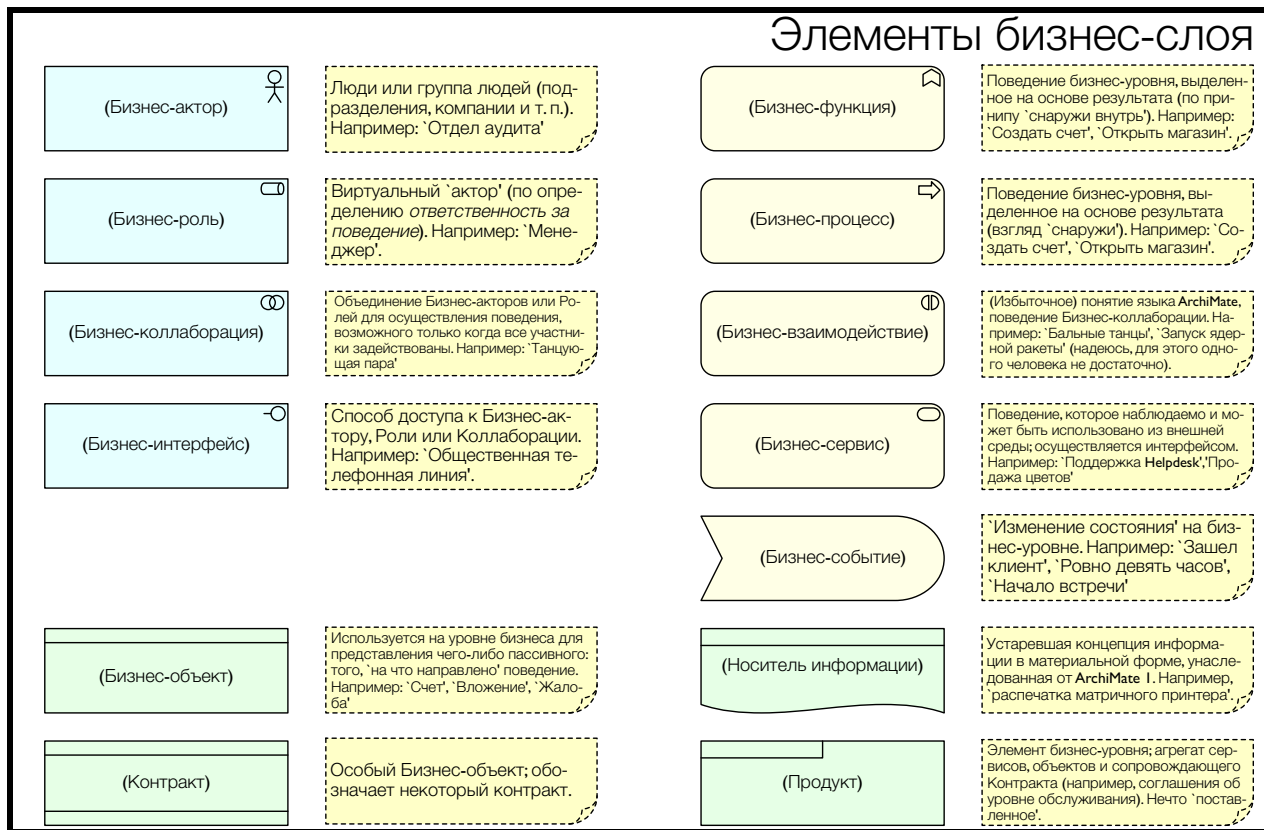 Элементы бизнес-слоя
(Бизнес-актор)
Люди или группа людей (под-
разделения, компании и т. п.).
Например: `Отдел аудита'
(Бизнес-функция)
Поведение бизнес-уровня, выделен-
ное на основе результата (по при-
нипу `снаружи внутрь'). Например:
`Создать счет', `Открыть магазин'.
(Бизнес-роль)
Виртуальный `актор' (по опре-
делению ответственность за
поведение). Например: `Мене-
джер'.
(Бизнес-процесс)
Поведение бизнес-уровня, вы-
деленное на основе результата
(взгляд `снаружи'). Например: `Со-
здать счет', `Открыть магазин'.
(Бизнес-коллаборация)
Объединение Бизнес-акторов или Ро-
лей для осуществления поведения,
возможного только когда все участни-
ки задействованы. Например: `Танцую-
щая пара'
(Бизнес-взаимодействие)
(Избыточное) понятие языка ArchiMate,
поведение Бизнес-коллаборации. На-
пример: `Бальные танцы', `Запуск ядер-
ной ракеты' (надеюсь, для этого одно-
го человека не достаточно).
(Бизнес-интерфейс)
Способ доступа к Бизнес-ак-
тору, Роли или Коллаборации.
Например: `Общественная те-
лефонная линия'.
(Бизнес-сервис)
Поведение, которое наблюдаемо и мо-
жет быть использовано из внешней
среды; осуществляется интерфейсом.
Например: `Поддержка Helpdesk','Про-
дажа цветов'
(Бизнес-событие)
`Изменение состояния' на биз-
нес-уровне. Например: `Зашел
клиент', `Ровно девять часов',
`Начало встречи'
(Бизнес-объект)
Используется на уровне бизнеса для
представления чего-либо пассивного:
того, `на что направлено' поведение.
Например: `Счет', `Вложение', `Жало-
ба'
(Носитель информации)
Устаревшая концепция информа-
ции в материальной форме, унасле-
дованная от ArchiMate 1. Например,
`распечатка матричного принтера'.
(Контракт)
Особый Бизнес-объект; обо-
значает некоторый контракт.
(Продукт)
Элемент бизнес-уровня; агрегат сер-
висов, объектов и сопровождающего
Контракта (например, соглашения об
уровне обслуживания). Нечто `постав-
ленное'.